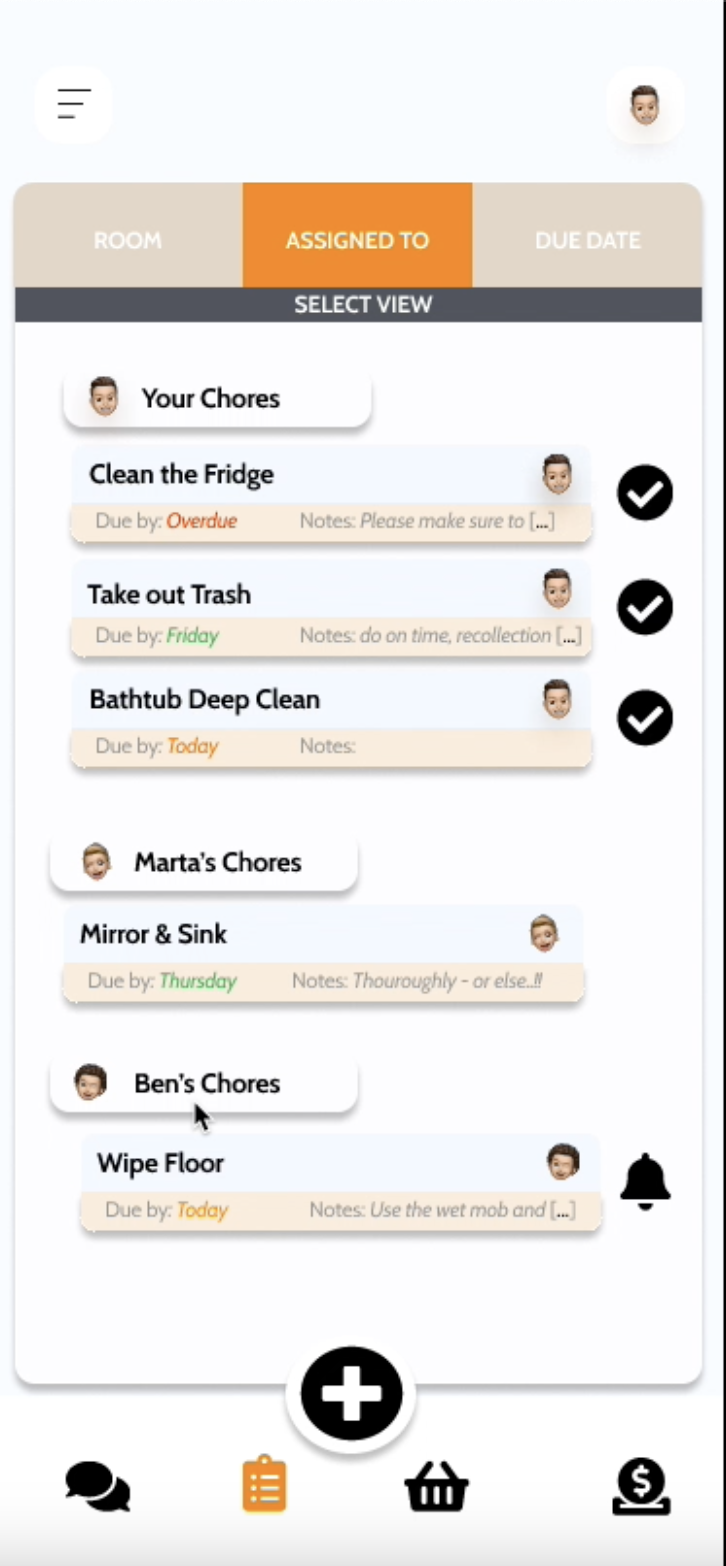 ROOM ASSIGNED TO DUE DATE
SELECT VIEW
Your Chores
Clean the Fridge
Due by: Overdue Notes: Please make sure to [...]
Take out Trash
Due by: Friday Notes: do on time, recollection [...]
Bathtub Deep Clean
Due by: Today Notes:
Marta's Chores
Mirror & Sink
Due by: Thursday Notes: Thouroughly - or else..!!
Ben's Chores
Wipe Floor
Due by: Today Notes: Use the wet mob and [...]